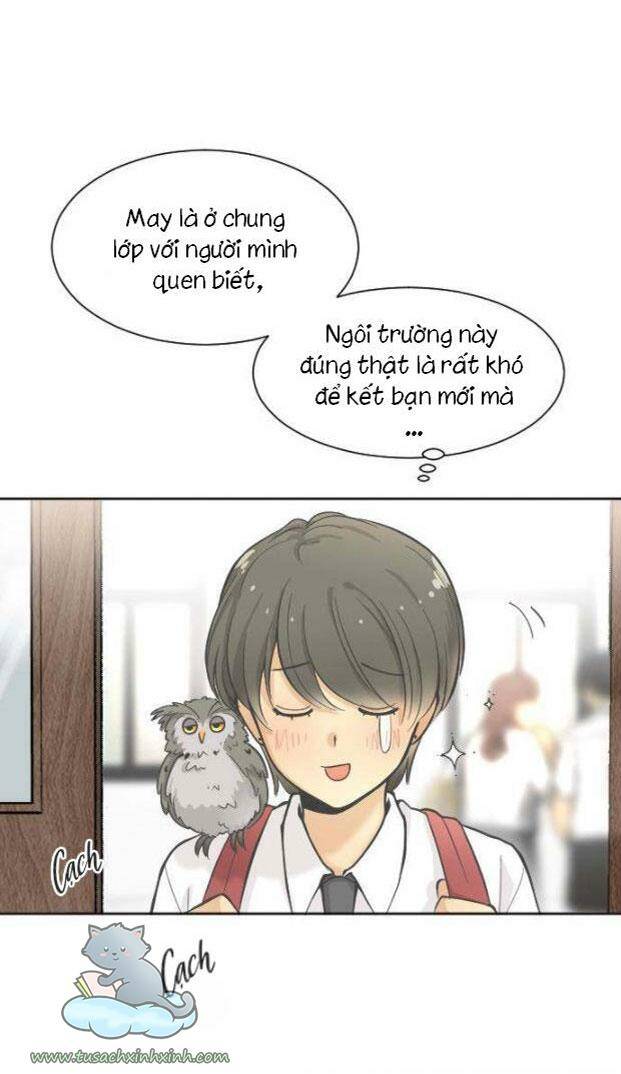 May là ở chung
lớp với người mình
quen biết,
Ngôi trường này
đúng thật là rất khó
để kết bạn mới mà
...
Cạch
Cạch
www.tusachxinhxinh.com